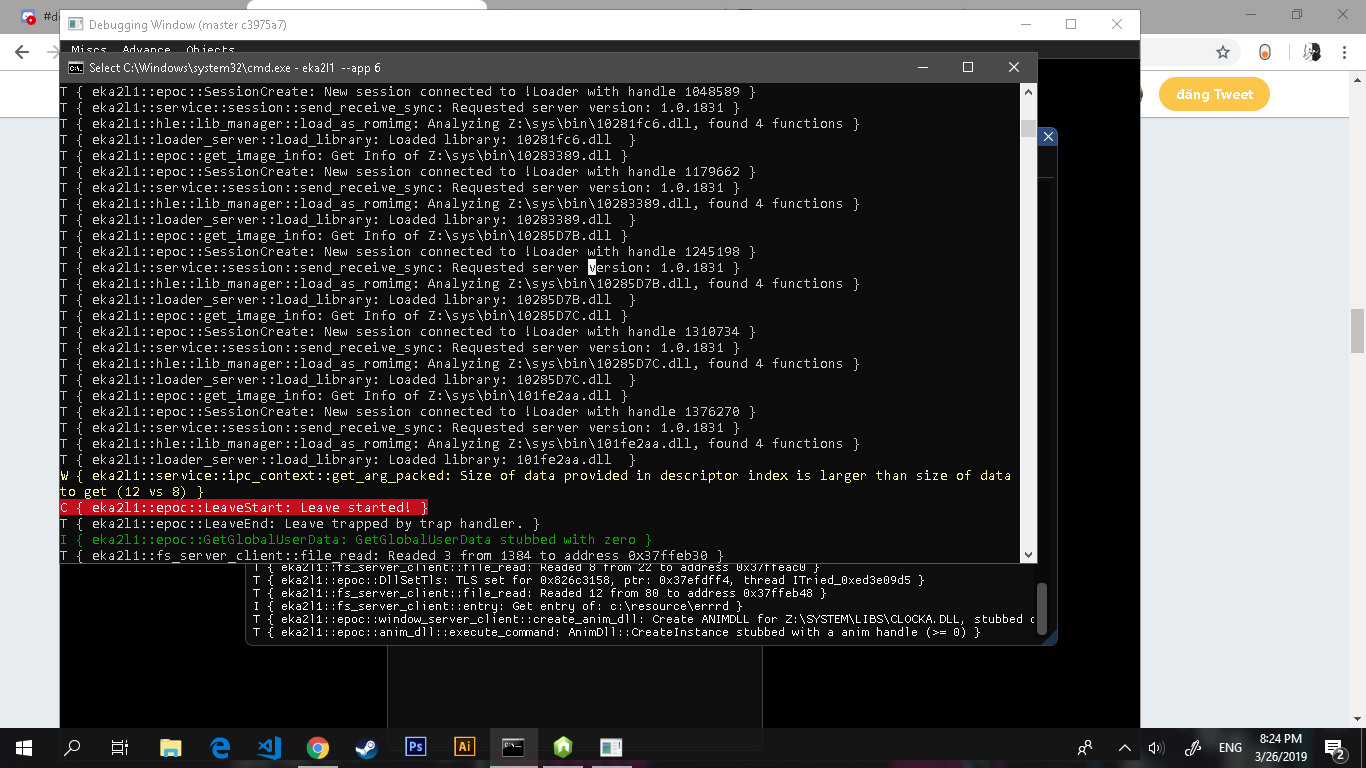 #d
Debugging Window (master c3975a7)
Miscs Advance Objects
Select C:\Windows\system32\cmd.exe - eka2l1 --app 6
đăng Tweet
T { eka2l1::epoc::SessionCreate: New session connected to !Loader with handle 1048589 }
T { eka2l1::service::session::send_receive_sync: Requested server version: 1.0.1831 }
T { eka2l1::hle::lib_manager::load_as_romimg: Analyzing Z:\sys\bin\10281fc6.dll, found 4 functions }
T { eka2l1::loader_server::load_library: Loaded library: 10281fc6.dll  }
T { eka2l1::epoc::get_image_info: Get Info of Z:\sys\bin\10283389.dll }
T { eka2l1::epoc::SessionCreate: New session connected to !Loader with handle 1179662 }
T { eka2l1::service::session::send_receive_sync: Requested server version: 1.0.1831 }
T { eka2l1::hle::lib_manager::load_as_romimg: Analyzing Z:\sys\bin\10283389.dll, found 4 functions }
T { eka2l1::loader_server::load_library: Loaded library: 10283389.dll  }
T { eka2l1::epoc::get_image_info: Get Info of Z:\sys\bin\10285D7B.dll }
T { eka2l1::epoc::SessionCreate: New session connected to !Loader with handle 1245198 }
T { eka2l1::service::session::send_receive_sync: Requested server version: 1.0.1831 }
T { eka2l1::hle::lib_manager::load_as_romimg: Analyzing Z:\sys\bin\10285D7B.dll, found 4 functions }
T { eka2l1::loader_server::load_library: Loaded library: 10285D7B.dll  }
T { eka2l1::epoc::get_image_info: Get Info of Z:\sys\bin\10285D7C.dll }
T { eka2l1::epoc::SessionCreate: New session connected to !Loader with handle 1310734 }
T { eka2l1::service::session::send_receive_sync: Requested server version: 1.0.1831 }
T { eka2l1::hle::lib_manager::load_as_romimg: Analyzing Z:\sys\bin\10285D7C.dll, found 4 functions }
T { eka2l1::loader_server::load_library: Loaded library: 10285D7C.dll  }
T { eka2l1::epoc::get_image_info: Get Info of Z:\sys\bin\101fe2aa.dll }
T { eka2l1::epoc::SessionCreate: New session connected to !Loader with handle 1376270 }
T { eka2l1::service::session::send_receive_sync: Requested server version: 1.0.1831 }
T { eka2l1::hle::lib_manager::load_as_romimg: Analyzing Z:\sys\bin\101fe2aa.dll, found 4 functions }
T { eka2l1::loader_server::load_library: Loaded library: 101fe2aa.dll  }
W { eka2l1::service::ipc_context::get_arg_packed: Size of data provided in descriptor index is larger than size of data
to get (12 vs 8) }
C { eka2l1::epoc::LeaveStart: Leave started! }
T { eka2l1::epoc::LeaveEnd: Leave trapped by trap handler. }
I { eka2l1::epoc::GetGlobalUserData: GetGlobalUserData stubbed with zero }
T { eka2l1::fs_server_client::file_read: Readed 3 from 1384 to address 0x37ffeb30 }
T { eka2l1::fs_server_client::file_read: Readed 8 from 22 to address 0x37ffeac0 }
T { eka2l1::epoc::DllSetTls: TLS set for 0x826c3158, ptr: 0x37efdff4, thread ITried_0xed3e09d5 }
T { eka2l1::fs_server_client::file_read: Readed 12 from 80 to address 0x37ffeb48 }
I { eka2l1::fs_server_client::entry: Get entry of: c:\resource\errrd }
T { eka2l1::epoc::window_server_client::create_anim_dll: Create ANIMDLL for Z:\SYSTEM\LIBS\CLOCKA.DLL, stubbed
T { eka2l1::epoc::anim_dll::execute_command: AnimDll::CreateInstance stubbed with a anim handle (>= 0) }
Ps
Ai
ENG
8:24 PM
3/26/2019
2